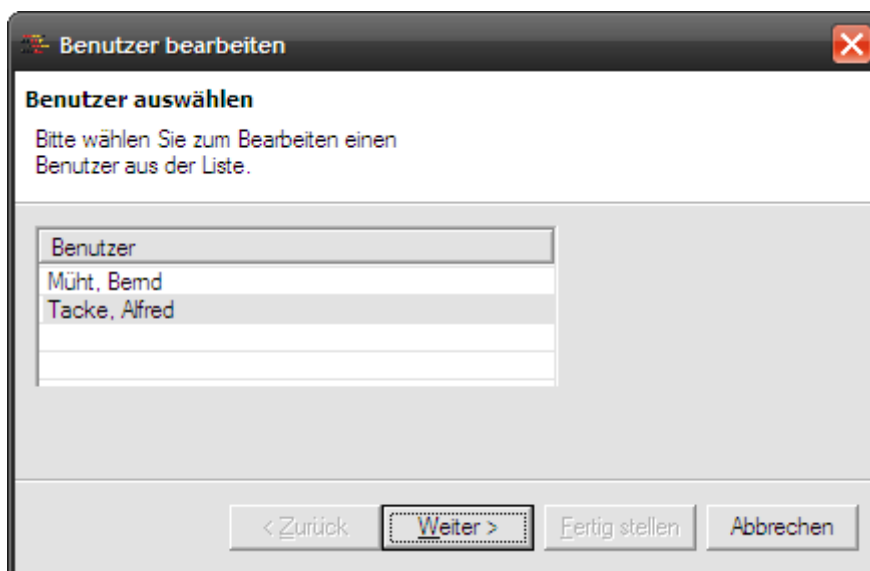 Benutzer bearbeiten
Benutzer auswählen
Bitte wählen Sie zum Bearbeiten einen
Benutzer aus der Liste.
Benutzer
Müht, Bernd
Tacke, Alfred
< Zurück Weiter > Fertig stellen Abbrechen